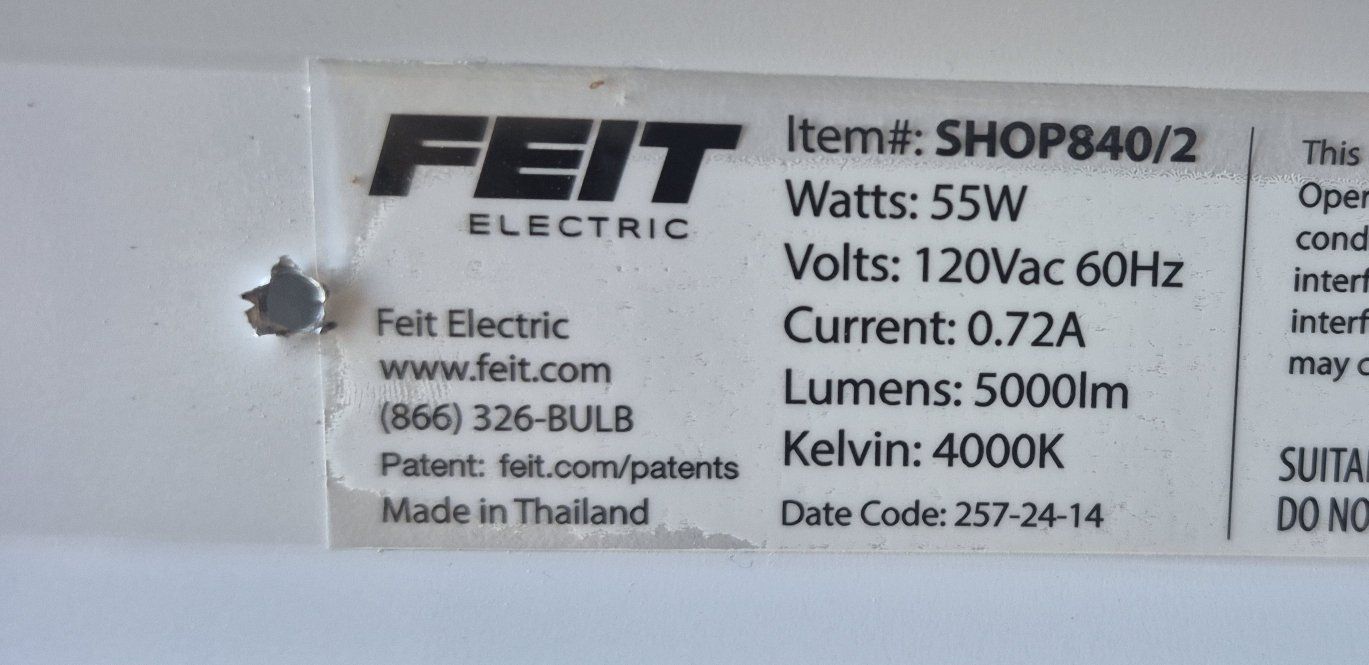 FEIT
ELECTRIC
Feit Electric
www.feit.com
(866) 326-BULB
Patent: feit.com/patents
Made in Thailand
Item#: SHOP840/2
Watts: 55W
Volts: 120Vac 60Hz
Current: 0.72A
Lumens: 5000lm
Kelvin: 4000K
Date Code: 257-24-14
This
may
DO